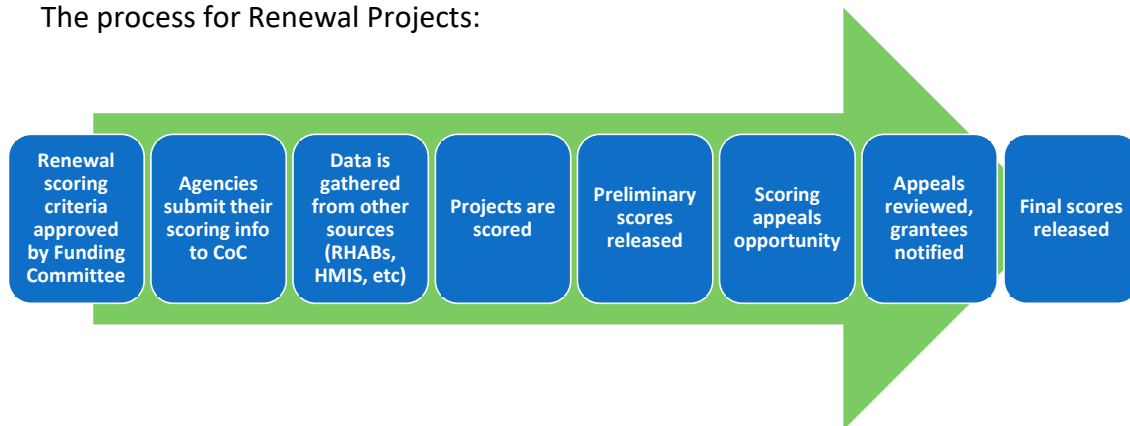 The process for Renewal Projects:
Renewal
scoring
criteria
approved
by Funding
Committee
Agencies
submit their
scoring info
to CoC
Data is
gathered
from other
sources
(RHABs,
HMIS, etc)
Projects are
scored
Preliminary
scores
released
Scoring
appeals
opportunity
Appeals
reviewed,
grantees
notified
Final scores
released